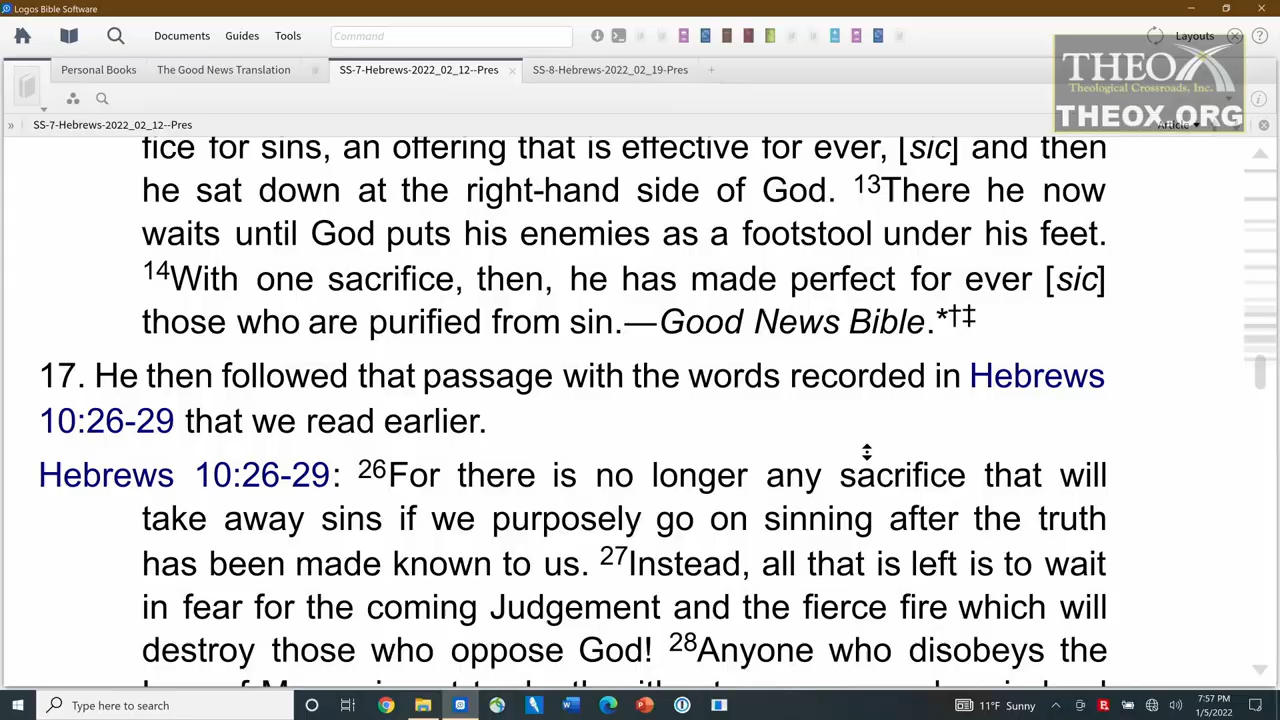 Logos Bible Software
Documents Guides Tools Command Layouts
Personal Books The Good News Translation SS-7-Hebrews-2022_02_12--Pres SS-8-Hebrews-2022_02_19-Pres
THEOX
Theological Crossroads, Inc.
THEOX.ORG
» SS-7-Hebrews-2022_02_12--Pres Article
fice for sins, an offering that is effective for ever, [sic] and then
he sat down at the right-hand side of God. 13There he now
waits until God puts his enemies as a footstool under his feet.
14With one sacrifice, then, he has made perfect for ever [sic]
those who are purified from sin.—Good News Bible.*†‡
17. He then followed that passage with the words recorded in Hebrews
10:26-29 that we read earlier.
Hebrews 10:26-29: 26For there is no longer any sacrifice that will
take away sins if we purposely go on sinning after the truth
has been made known to us. 27Instead, all that is left is to wait
in fear for the coming Judgement and the fierce fire which will
destroy those who oppose God! 28Anyone who disobeys the
Type here to search 11°F Sunny 7:57 PM
1/5/2022